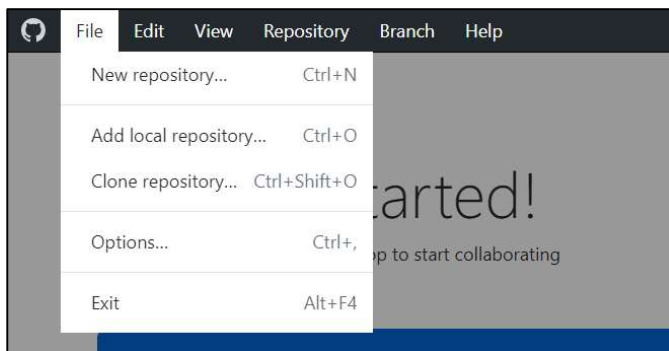 File Edit View Repository Branch Help
New repository... Ctrl+N
Add local repository... Ctrl+O
Clone repository... Ctrl+Shift+O
arted!
Options... Ctrl+,
op to start collaborating
Exit Alt+F4